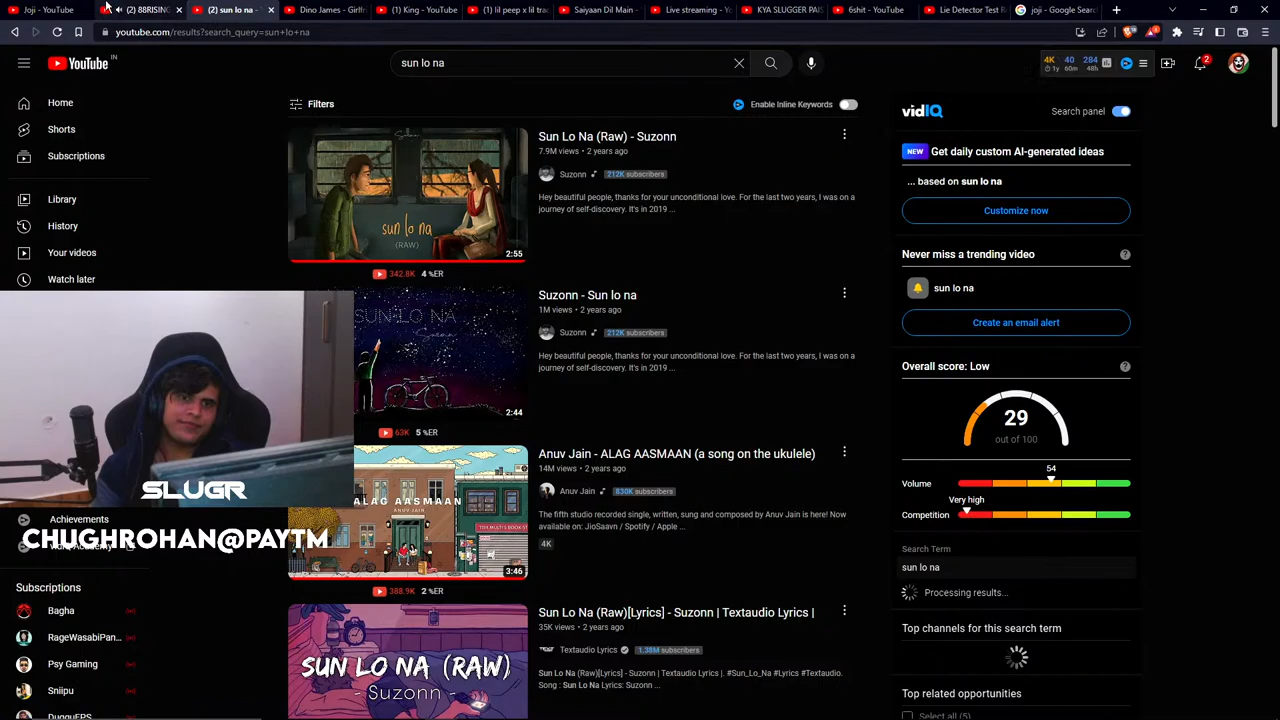 Joji - YouTube
(2) 88RISING
(2) sun lo na -
Dino James - Girlfr
(1) King - YouTube
(1) lil peep x lil trac
Saiyaan Dil Main
Live streaming - Yo
KYA SLUGGER PAIS
6shit - YouTube
Lie Detector Test R
joji - Google Searc
youtube.com/results?search_query=sun+lo+na
YouTube IN
sun lo na
4K 40 284
1y 60m 48h
2
Home
Shorts
Subscriptions
Library
History
Your videos
Watch later
Achievements
Subscriptions
Bagha
RageWasabiPan...
Psy Gaming
Sniipu
DugguEPS
Filters
Enable Inline Keywords
sun lo na
(RAW)
2:55
342.8K 4 %ER
Sun Lo Na (Raw) - Suzonn
7.9M views • 2 years ago
Suzonn 212K subscribers
Hey beautiful people, thanks for your unconditional love. For the last two years, I was on a
journey of self-discovery. It's in 2019 ...
SUN LO NA
2:44
63K 5 %ER
Suzonn - Sun lo na
1M views • 2 years ago
Suzonn 212K subscribers
Hey beautiful people, thanks for your unconditional love. For the last two years, I was on a
journey of self-discovery. It's in 2019 ...
ALAG AASMAAN
ANUV JAIN
3:46
388.9K 2 %ER
Anuv Jain - ALAG AASMAAN (a song on the ukulele)
14M views • 2 years ago
Anuv Jain 830K subscribers
The fifth studio recorded single, written, sung and composed by Anuv Jain is here! Now
available on: JioSaavn / Spotify / Apple ...
4K
SUN LO NA (RAW)
- Suzonn -
Sun Lo Na (Raw)[Lyrics] - Suzonn | Textaudio Lyrics |
35K views • 2 years ago
Textaudio Lyrics 1.38M subscribers
Sun Lo Na (Raw)[Lyrics] - Suzonn | Textaudio Lyrics |. #Sun_Lo_Na #Lyrics #Textaudio.
Song : Sun Lo Na Lyrics: Suzonn ...
SLUGR
CHUGHROHAN@PAYTM
vidIQ
Search panel
NEW Get daily custom AI-generated ideas
... based on sun lo na
Customize now
Never miss a trending video
sun lo na
Create an email alert
Overall score: Low
29
out of 100
54
Volume
Very high
Competition
Search Term
sun lo na
Processing results...
Top channels for this search term
Top related opportunities
Select all (5)